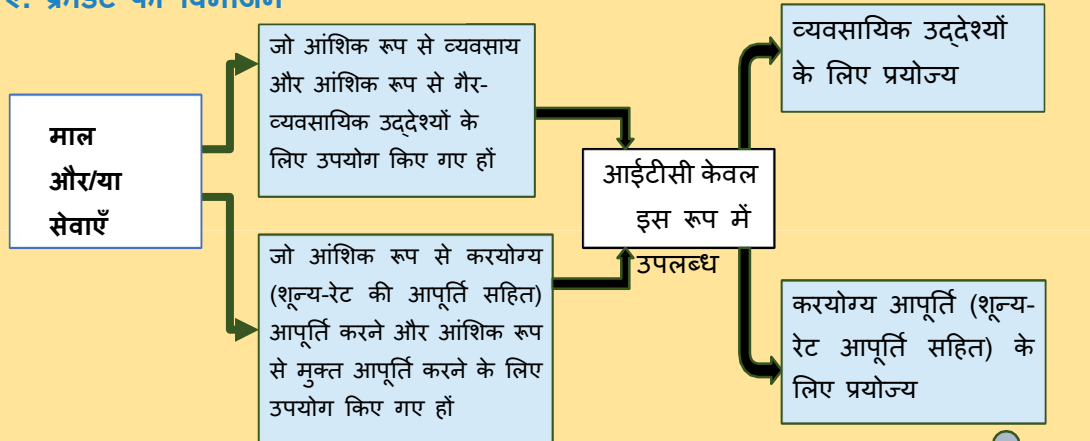 का विभाजन
जो आंशिक रूप से व्यवसाय
और आंशिक रूप से गैर-
व्यवसायिक उद्देश्यों के
लिए उपयोग किए गए हों
व्यवसायिक उद्देश्यों
के लिए प्रयोज्य
माल
और/या
सेवाएँ
आईटीसी केवल
इस रूप में
उपलब्ध
जो आंशिक रूप से करयोग्य
(शून्य-रेट की आपूर्ति सहित)
आपूर्ति करने और आंशिक रूप
से मुक्त आपूर्ति करने के लिए
उपयोग किए गए हों
करयोग्य आपूर्ति (शून्य-
रेट आपूर्ति सहित) के
लिए प्रयोज्य